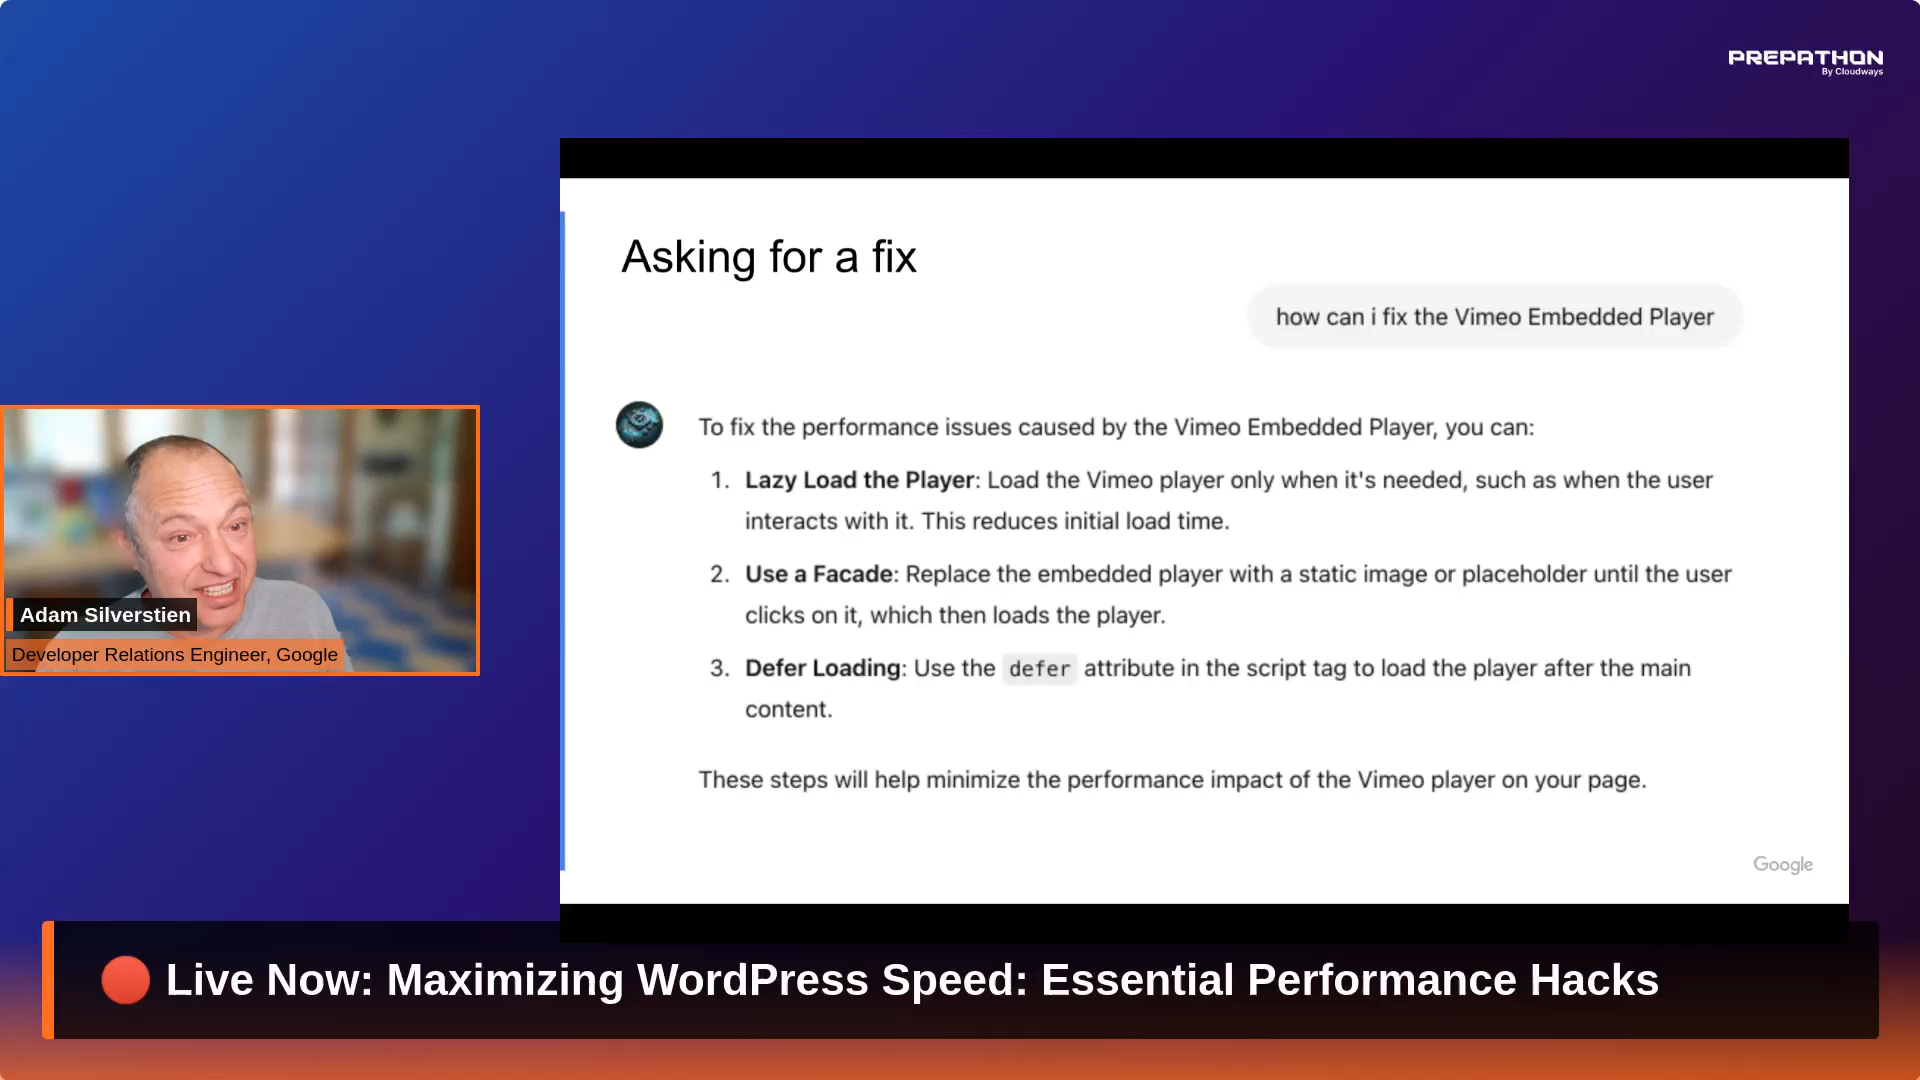 PREPATHON
By Cloudways
Asking for a fix
how can i fix the Vimeo Embedded Player
To fix the performance issues caused by the Vimeo Embedded Player, you can:
1. Lazy Load the Player: Load the Vimeo player only when it's needed, such as when the user
interacts with it. This reduces initial load time.
2. Use a Facade: Replace the embedded player with a static image or placeholder until the user
clicks on it, which then loads the player.
3. Defer Loading: Use the defer attribute in the script tag to load the player after the main
content.
These steps will help minimize the performance impact of the Vimeo player on your page.
Google
Adam Silverstien
Developer Relations Engineer, Google
Live Now: Maximizing WordPress Speed: Essential Performance Hacks